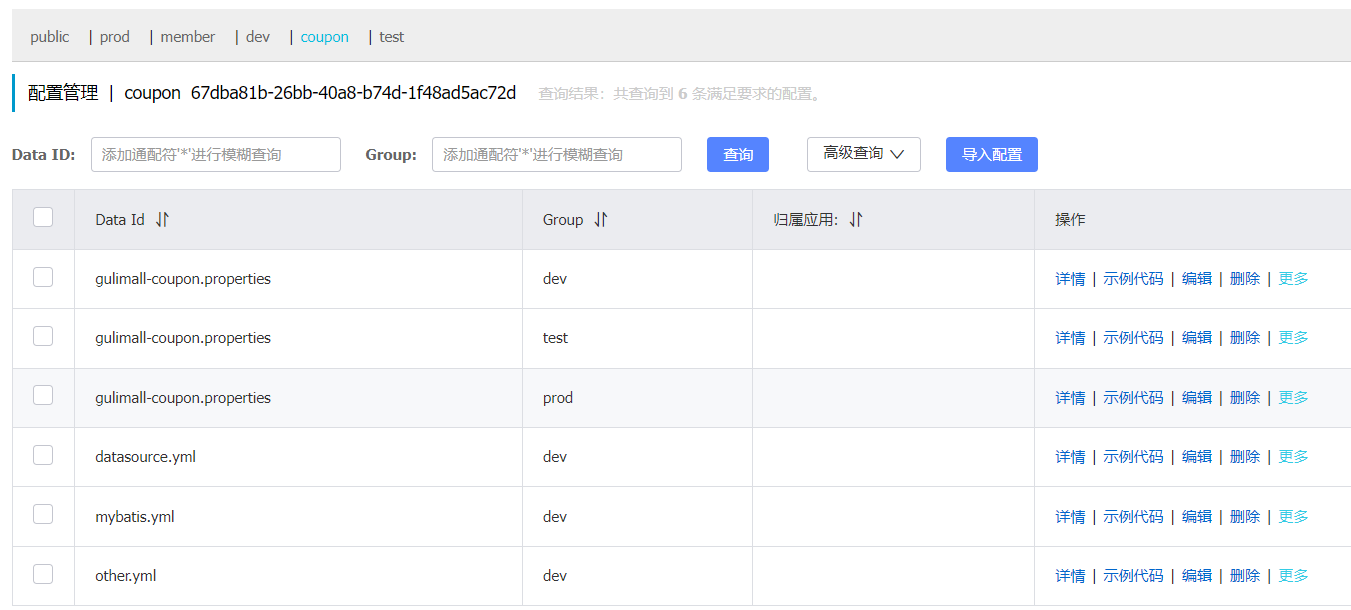 public | prod | member | dev | coupon | test
配置管理 | coupon 67dba81b-26bb-40a8-b74d-1f48ad5ac72d 查询结果：共查询到 6 条满足要求的配置。
Data ID: 添加通配符'*'进行模糊查询 Group: 添加通配符'*'进行模糊查询 查询 高级查询 导入配置
Data Id Group 归属应用: 操作
gulimall-coupon.properties dev 详情 | 示例代码 | 编辑 | 删除 | 更多
gulimall-coupon.properties test 详情 | 示例代码 | 编辑 | 删除 | 更多
gulimall-coupon.properties prod 详情 | 示例代码 | 编辑 | 删除 | 更多
datasource.yml dev 详情 | 示例代码 | 编辑 | 删除 | 更多
mybatis.yml dev 详情 | 示例代码 | 编辑 | 删除 | 更多
other.yml dev 详情 | 示例代码 | 编辑 | 删除 | 更多